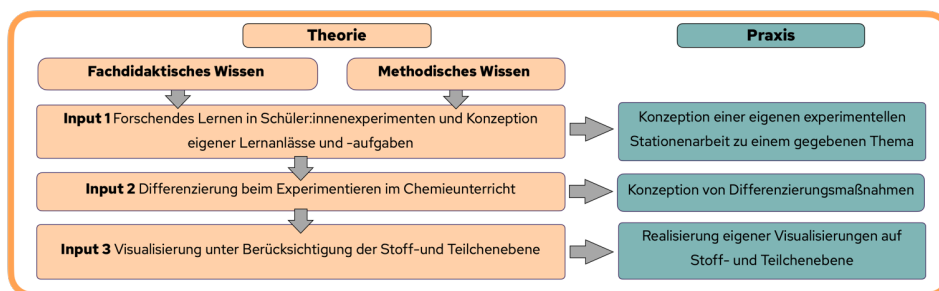 Theorie
Praxis
Fachdidaktisches Wissen
Methodisches Wissen
Input 1 Forschendes Lernen in Schüler:innenexperimenten und Konzeption
eigener Lernanlässe und -aufgaben
Konzeption einer eigenen experimentellen
Stationenarbeit zu einem gegebenen Thema
Input 2 Differenzierung beim Experimentieren im Chemieunterricht
Konzeption von Differenzierungsmaßnahmen
Input 3 Visualisierung unter Berücksichtigung der Stoff-und Teilchenebene
Realisierung eigener Visualisierungen auf
Stoff- und Teilchenebene